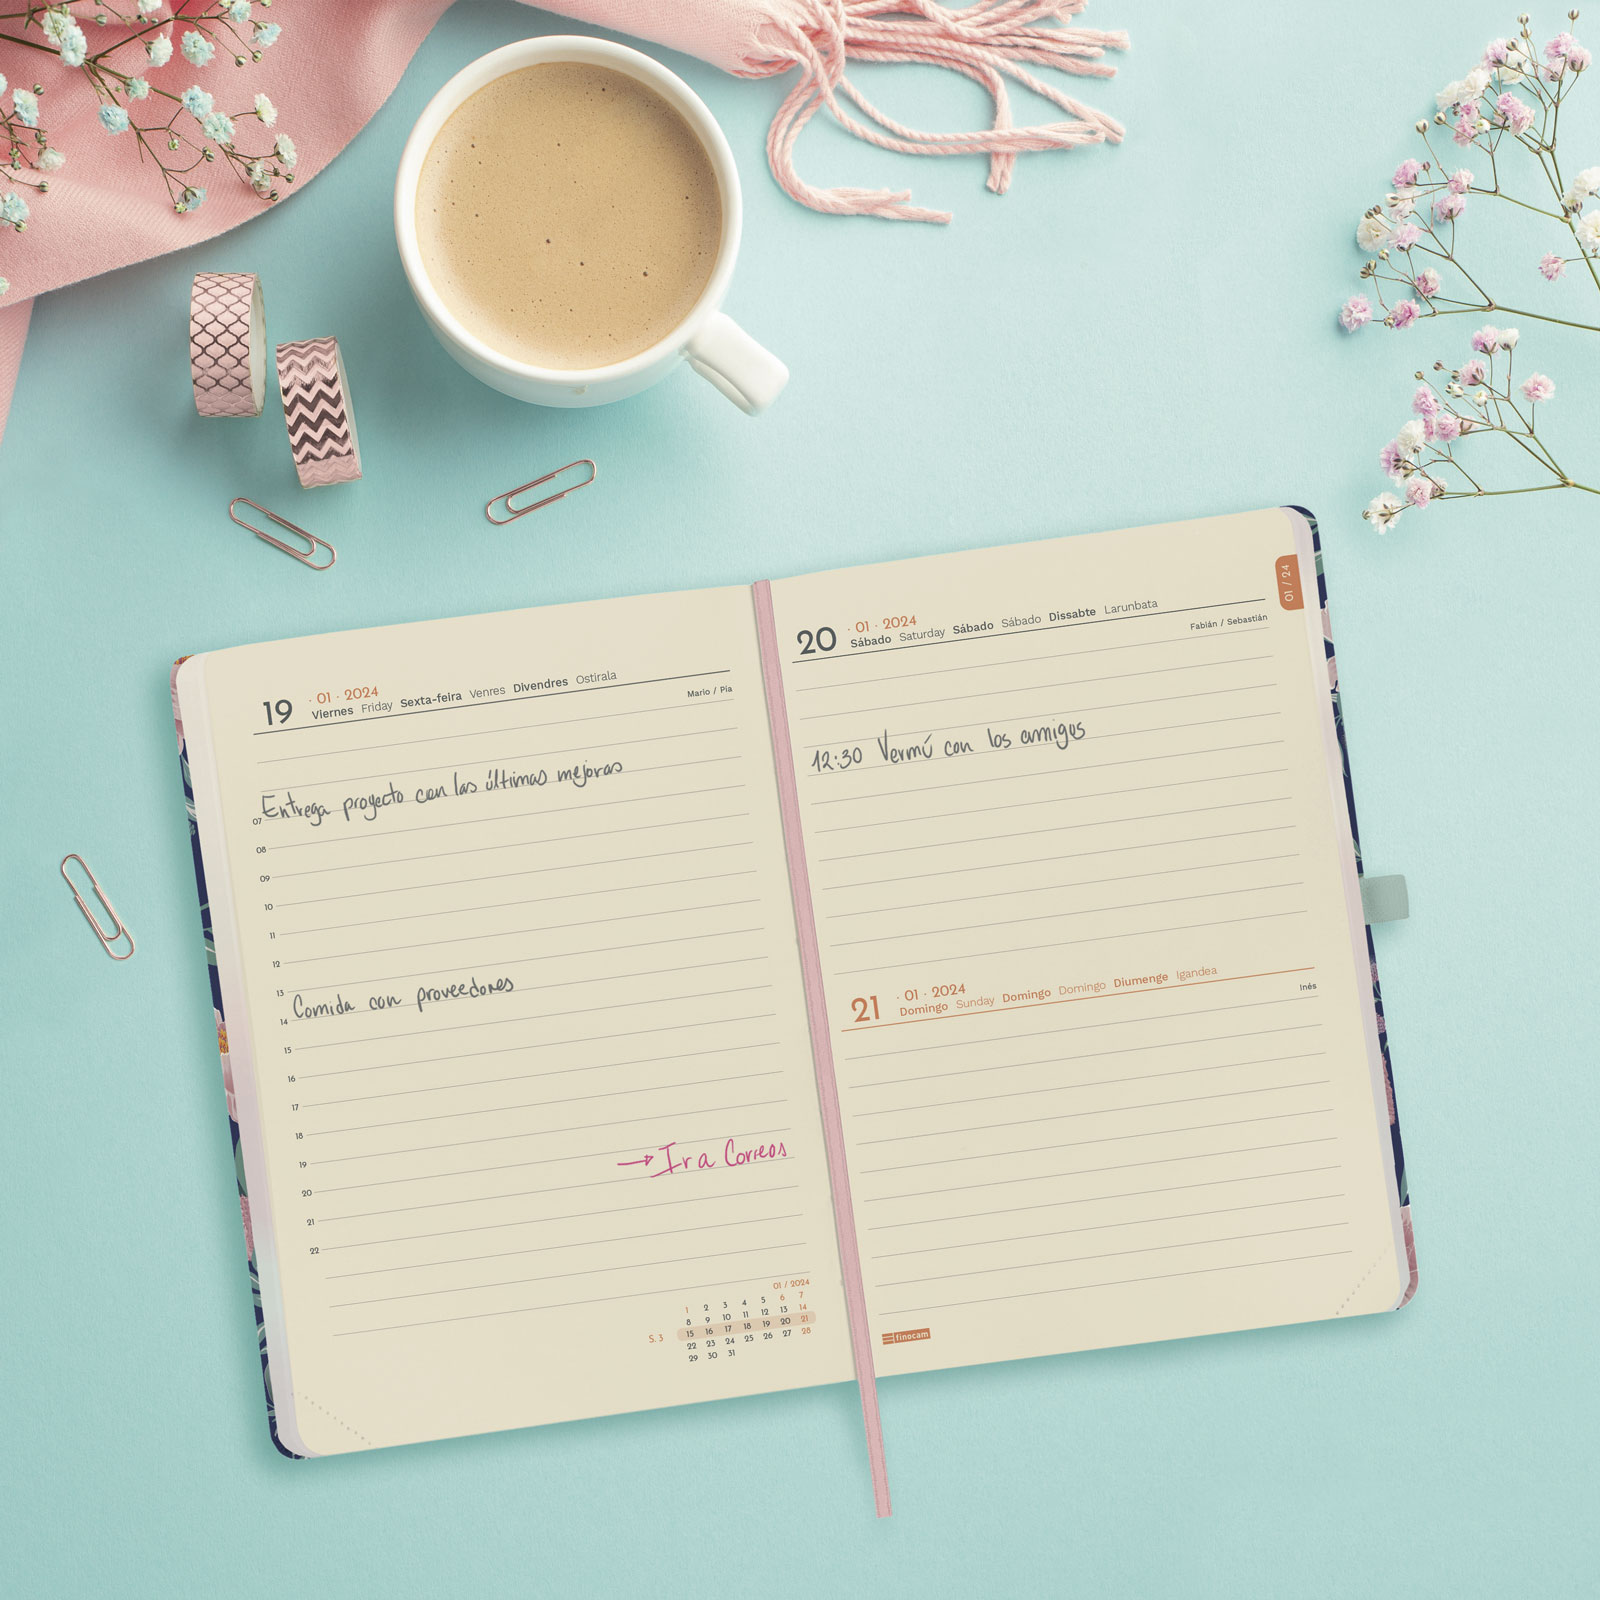 19 · 01 · 2024
Viernes Friday Sexta-feira Venres Divendres Ostirala
Mario / Pía
Entrega proyecto con las últimas mejoras
07
08
09
10
11
12
13
Comida con proveedores
14
15
16
17
18
19
→ Ir a Correos
20
21
22
01 / 2024
1 2 3 4 5 6 7
8 9 10 11 12 13 14
S. 3 15 16 17 18 19 20 21
22 23 24 25 26 27 28
29 30 31
01 / 24
20 · 01 · 2024
Sábado Saturday Sábado Sábado Dissabte Larunbata
Fabián / Sebastián
12:30 Vermú con los amigos
21 · 01 · 2024
Domingo Sunday Domingo Domingo Diumenge Igandea
Inés
finocam